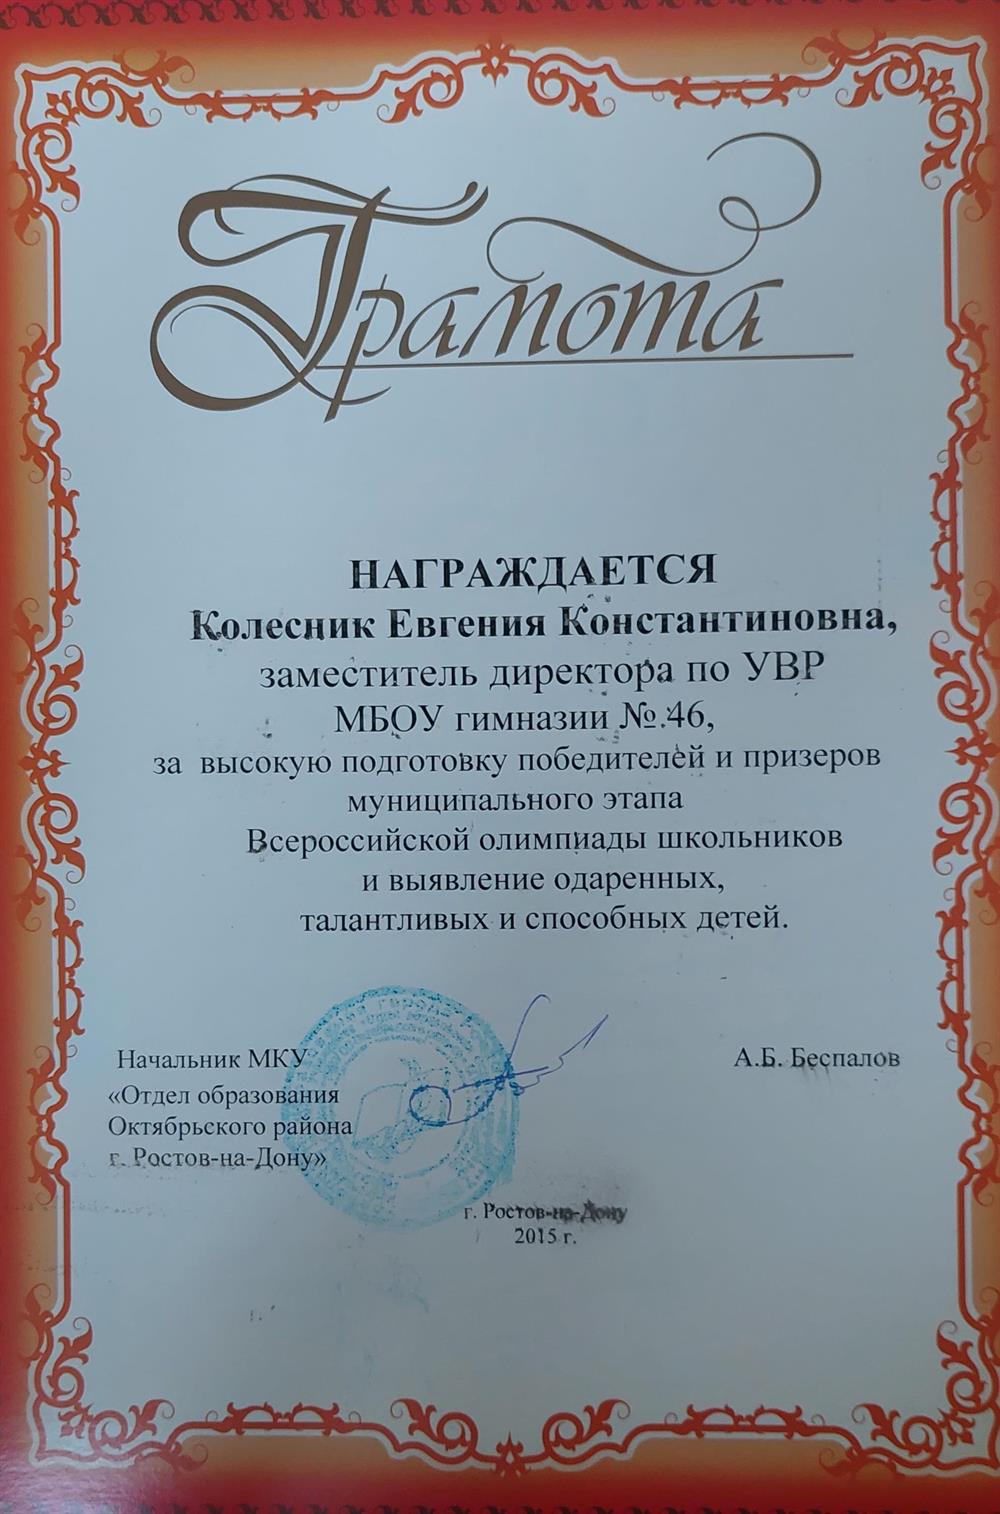 Грамота
НАГРАЖДАЕТСЯ
Колесник Евгения Константиновна,
заместитель директора по УВР
МБОУ гимназии №.46,
за высокую подготовку победителей и призеров
муниципального этапа
Всероссийской олимпиады школьников
и выявление одаренных,
талантливых и способных детей.
Начальник МКУ
«Отдел образования
Октябрьского района
г. Ростов-на-Дону»
А.Б. Беспалов
г. Ростов-на-Дону
2015 г.